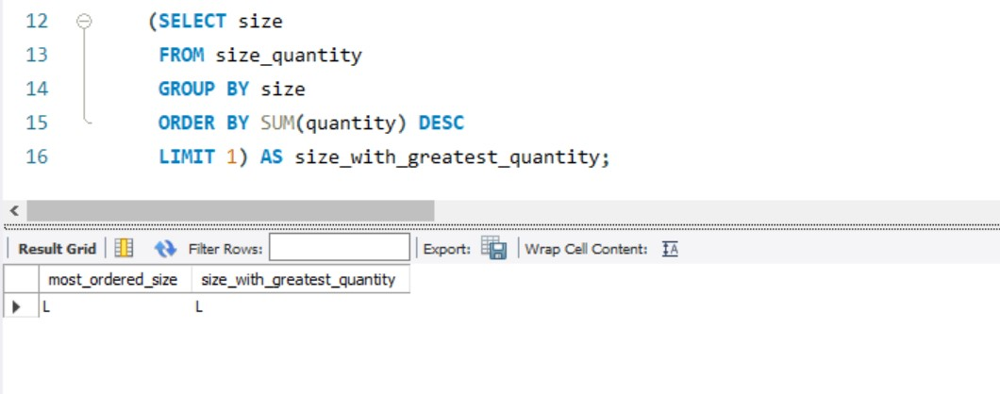 12 (SELECT size
13 FROM size_quantity
14 GROUP BY size
15 ORDER BY SUM(quantity) DESC
16 LIMIT 1) AS size_with_greatest_quantity;
Result Grid Filter Rows: Export: Wrap Cell Content: IA
most_ordered_size size_with_greatest_quantity
L L